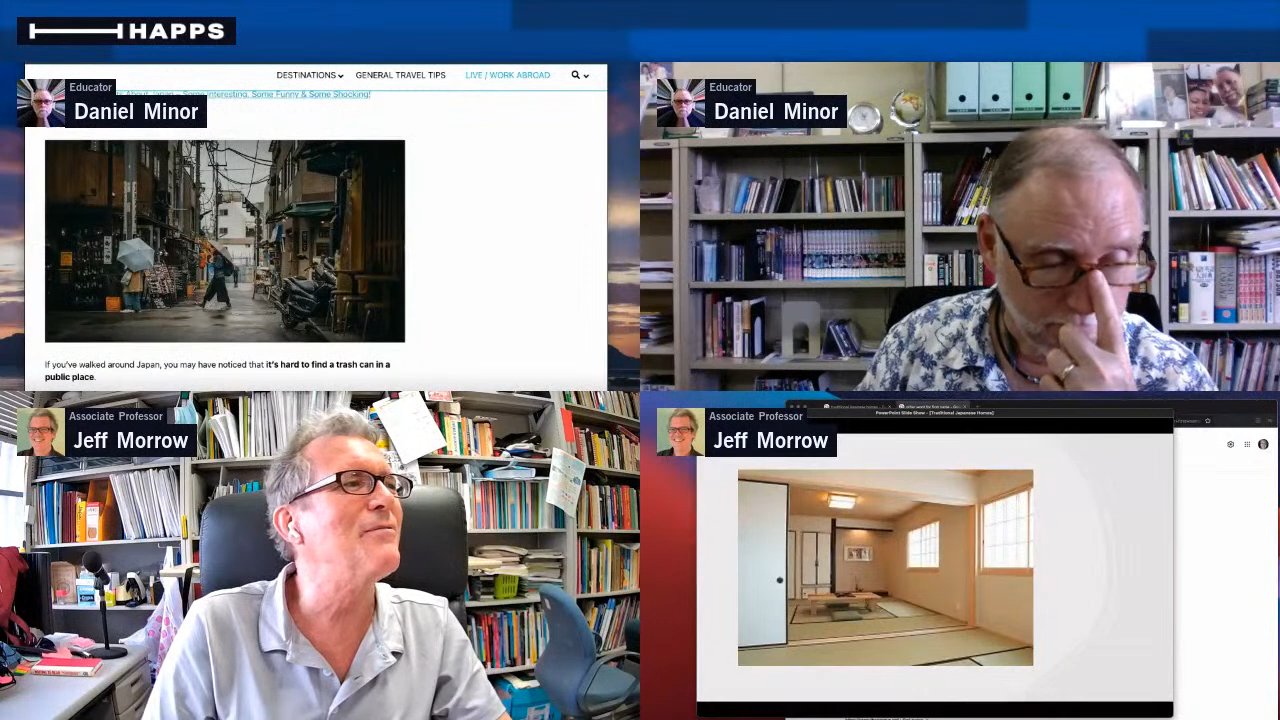 HAPPS
DESTINATIONS GENERAL TRAVEL TIPS LIVE / WORK ABROAD
About Japan – Some Interesting, Some Funny & Some Shocking!
Educator
Daniel Minor
If you've walked around Japan, you may have noticed that it's hard to find a trash can in a
public place.
Educator
Daniel Minor
Associate Professor
Jeff Morrow
Associate Professor
Jeff Morrow
PowerPoint Slide Show - [Traditional Japanese Homes]